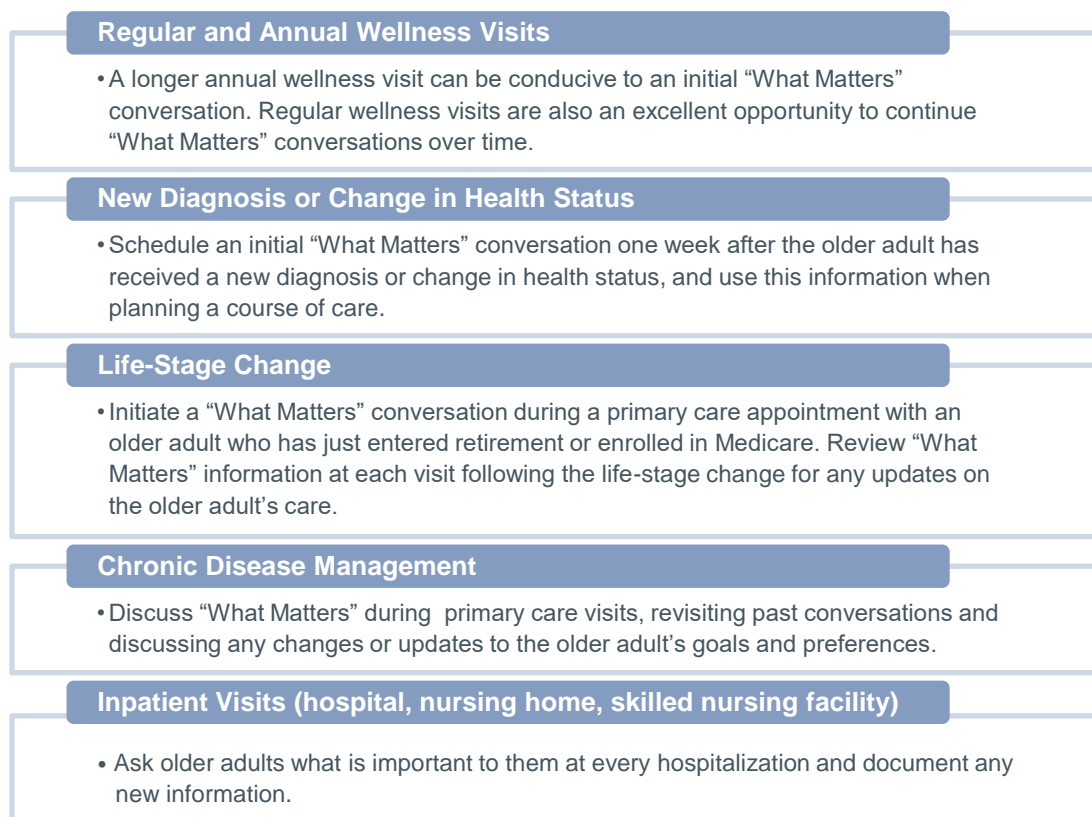 Regular and Annual Wellness Visits
• A longer annual wellness visit can be conducive to an initial “What Matters”
conversation. Regular wellness visits are also an excellent opportunity to continue
“What Matters” conversations over time.
New Diagnosis or Change in Health Status
• Schedule an initial “What Matters” conversation one week after the older adult has
received a new diagnosis or change in health status, and use this information when
planning a course of care.
Life-Stage Change
• Initiate a “What Matters” conversation during a primary care appointment with an
older adult who has just entered retirement or enrolled in Medicare. Review “What
Matters” information at each visit following the life-stage change for any updates on
the older adult’s care.
Chronic Disease Management
• Discuss “What Matters” during  primary care visits, revisiting past conversations and
discussing any changes or updates to the older adult’s goals and preferences.
Inpatient Visits (hospital, nursing home, skilled nursing facility)
• Ask older adults what is important to them at every hospitalization and document any
new information.